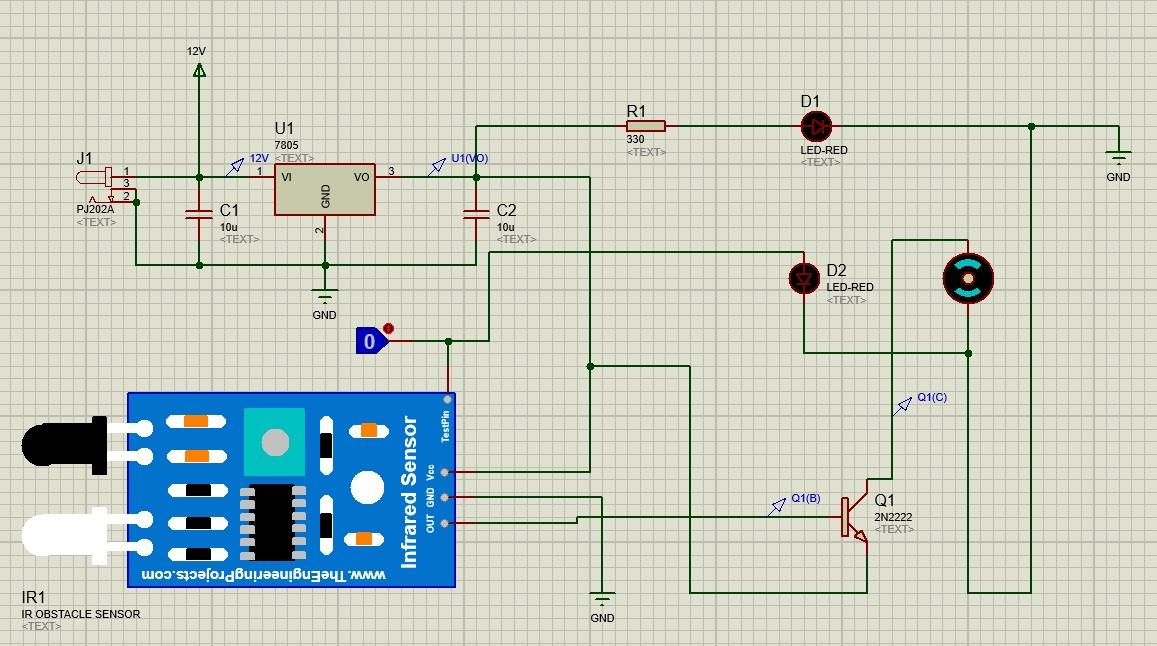 12V
U1
7805
<TEXT>
12V
J1
1
3
2
PJ202A
<TEXT>
1
VI
VO
GND
2
3
U1(VO)
C1
10u
<TEXT>
C2
10u
<TEXT>
GND
R1
330
<TEXT>
D1
LED-RED
<TEXT>
GND
D2
LED-RED
<TEXT>
0
Q1(C)
TestPin
Vcc
GND
OUT
Infrared Sensor
www.TheEngineeringProjects.com
Q1(B)
Q1
2N2222
<TEXT>
GND
IR1
IR OBSTACLE SENSOR
<TEXT>